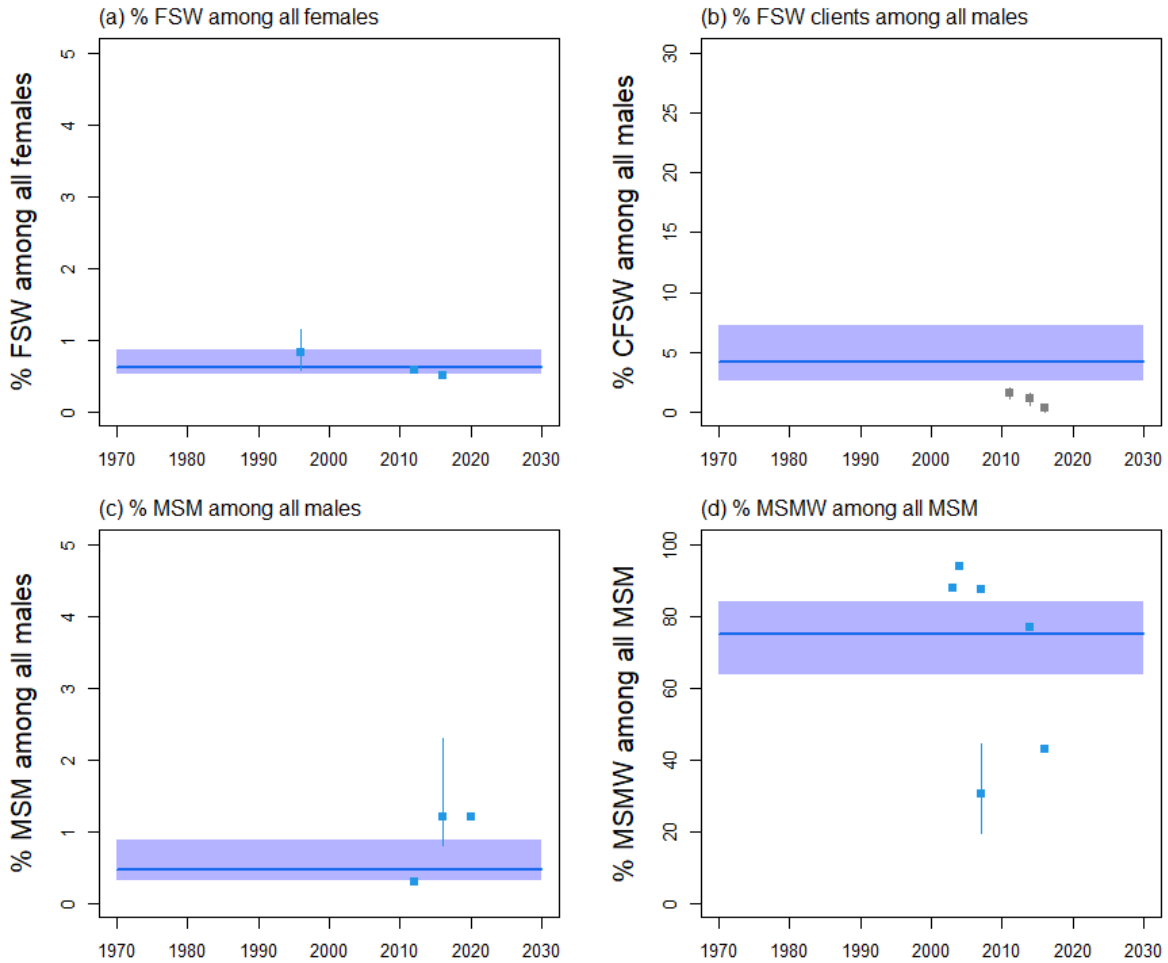 (a) % FSW among all females
% FSW among all females
5
4
3
2
1
0
1970 1980 1990 2000 2010 2020 2030
(b) % FSW clients among all males
% CFSW among all males
30
25
20
15
10
5
0
1970 1980 1990 2000 2010 2020 2030
(c) % MSM among all males
% MSM among all males
5
4
3
2
1
0
1970 1980 1990 2000 2010 2020 2030
(d) % MSMW among all MSM
% MSMW among all MSM
100
80
60
40
20
0
1970 1980 1990 2000 2010 2020 2030